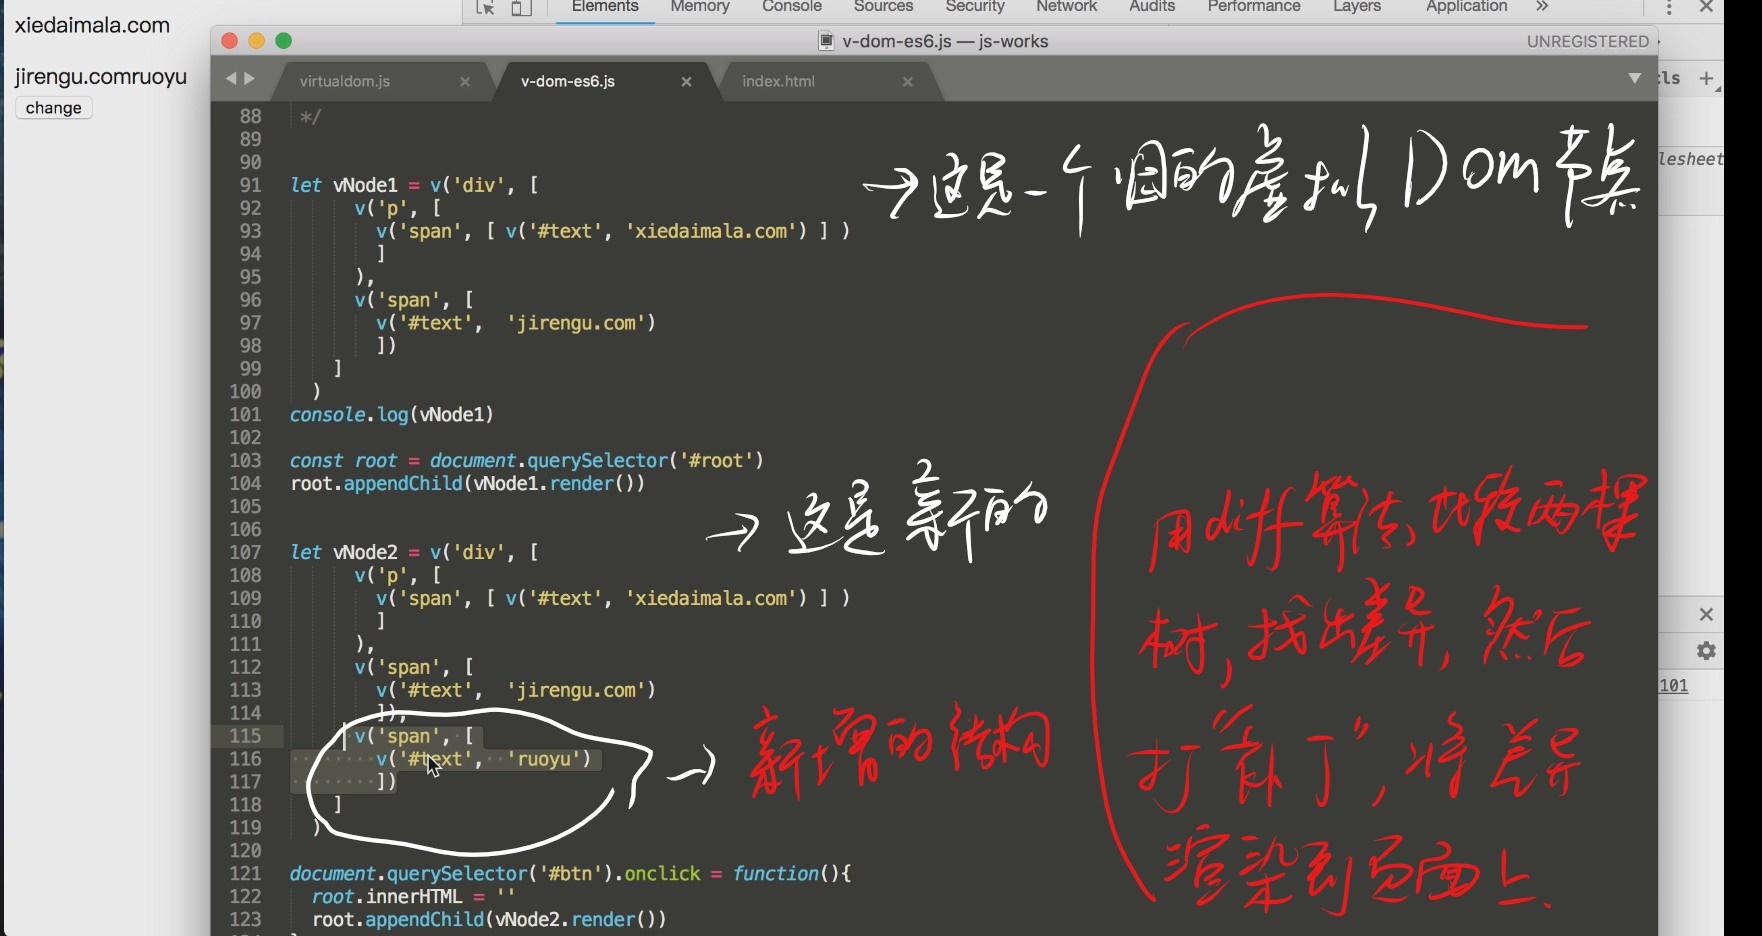 xiedaimala.com
jirengu.comruoyu
change
Elements Memory Console Sources Security Network Audits Performance Layers Application »
v-dom-es6.js — js-works
UNREGISTERED
virtualdom.js × v-dom-es6.js × index.html ×
:ls +
lesheet
101
88 */
89
90
91 let vNode1 = v('div', [
92 v('p', [
93 v('span', [ v('#text', 'xiedaimala.com') ] )
94 ]
95 ),
96 v('span', [
97 v('#text', 'jirengu.com')
98 ])
99 ]
100 )
101 console.log(vNode1)
102
103 const root = document.querySelector('#root')
104 root.appendChild(vNode1.render())
105
106
107 let vNode2 = v('div', [
108 v('p', [
109 v('span', [ v('#text', 'xiedaimala.com') ] )
110 ]
111 ),
112 v('span', [
113 v('#text', 'jirengu.com')
114 ]),
115 v('span', [
116 v('#text', 'ruoyu')
117 ])
118 ]
119 )
120
121 document.querySelector('#btn').onclick = function(){
122 root.innerHTML = ''
123 root.appendChild(vNode2.render())
→这是一个旧的虚拟Dom节点
→这是新的
→新增的结构
用diff算法,比较两棵
树,找出差异,然后
打“补丁”,将差异
渲染到页面上.